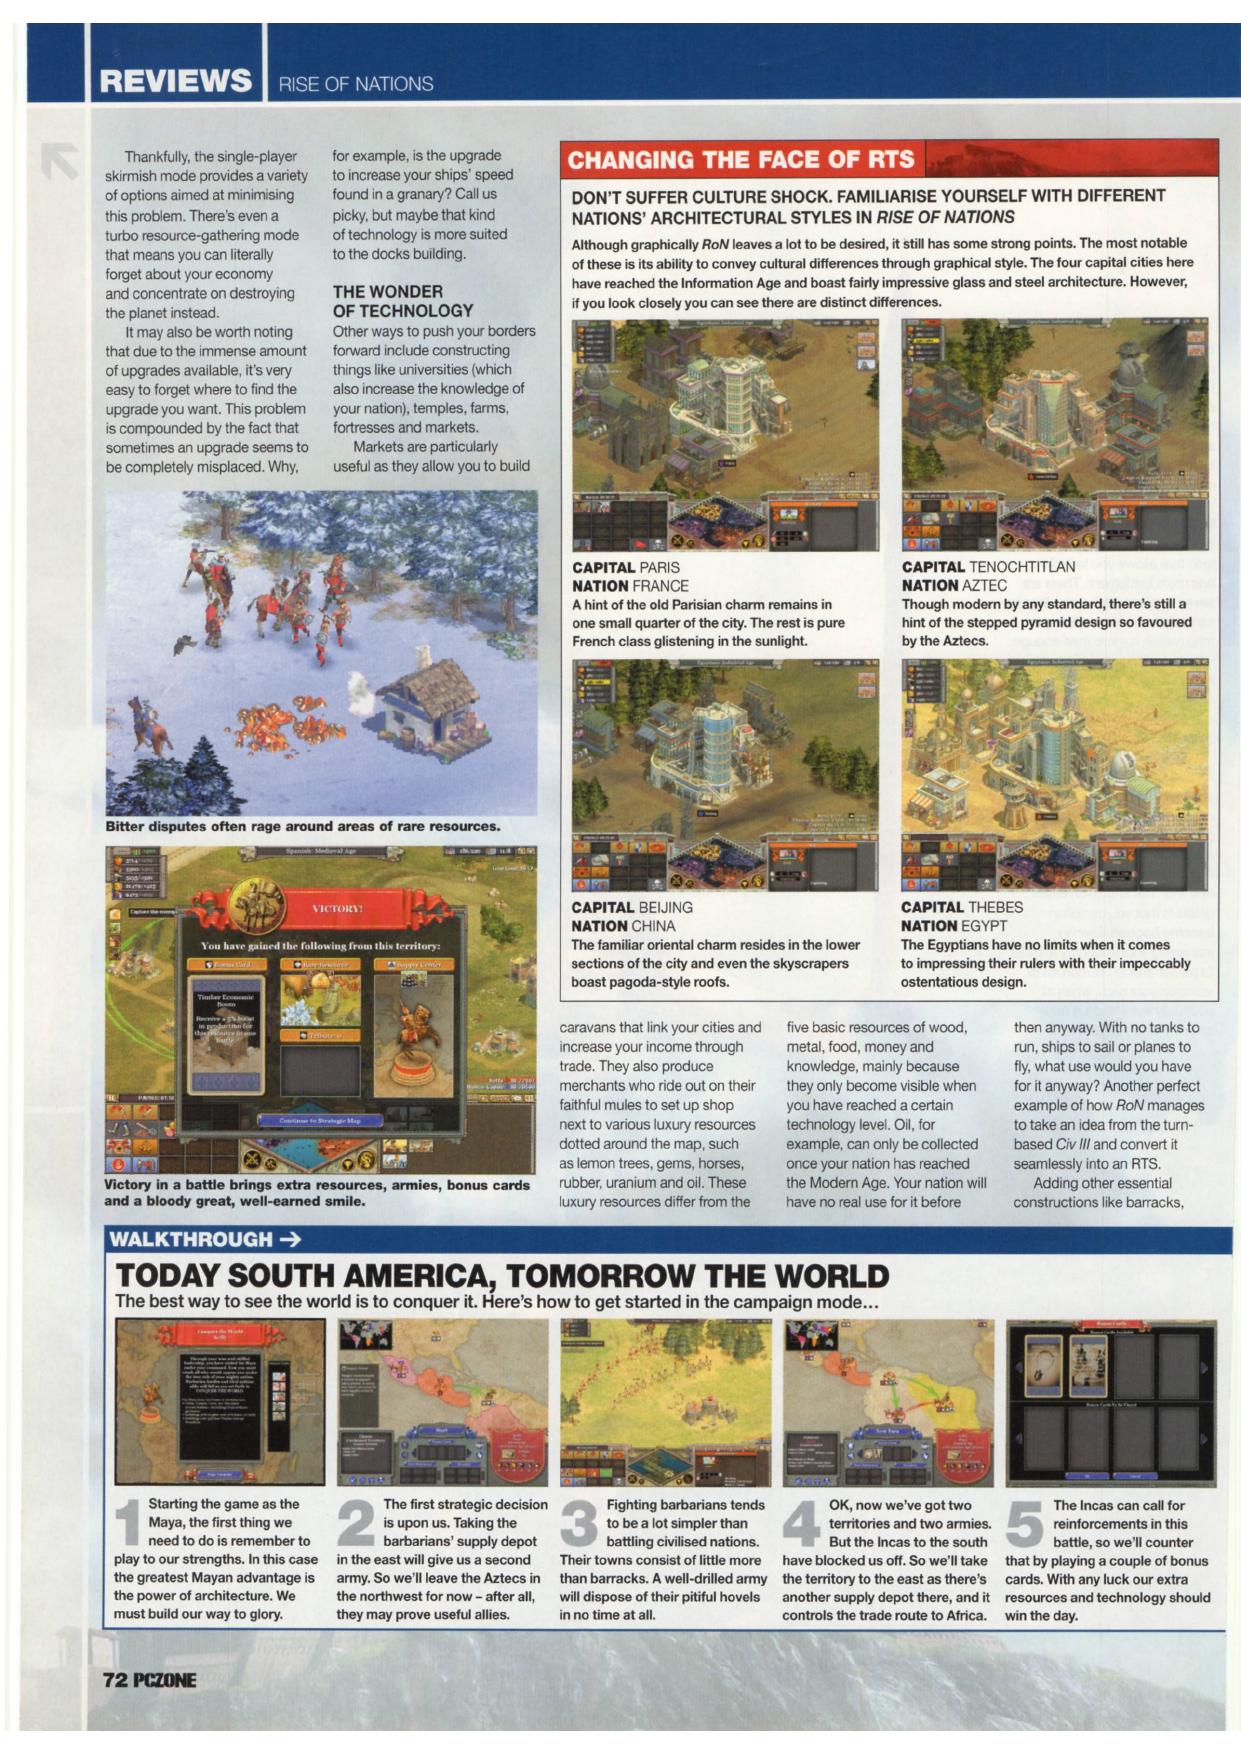 REVIEWS
RISE OF NATIONS
Thankfully, the single-player
skirmish mode provides a variety
of options aimed at minimising
this problem. There's even a
turbo resource-gathering mode
that means you can literally
forget about your economy
and concentrate on destroying
the planet instead.
It may also be worth noting
that due to the immense amount
of upgrades available, it's very
easy to forget where to find the
upgrade you want. This problem
is compounded by the fact that
sometimes an upgrade seems to
be completely misplaced. Why,
for example, is the upgrade
to increase your ships' speed
found in a granary? Call us
picky, but maybe that kind
of technology is more suited
to the docks building.
THE WONDER
OF TECHNOLOGY
Other ways to push your borders
forward include constructing
things like universities (which
also increase the knowledge of
your nation), temples, farms,
fortresses and markets.
Markets are particularly
useful as they allow you to build
Bitter disputes often rage around areas of rare resources.
Spanish: Medieval Age
VICTORY!
You have gained the following from this territory:
Bonus Card
Rare Resource
Supply Center
Timber Economic
Boom
Receive a 5% boost
in production for
this resource in one
battle
Continue to Strategic Map
Victory in a battle brings extra resources, armies, bonus cards
and a bloody great, well-earned smile.
CHANGING THE FACE OF RTS
DON'T SUFFER CULTURE SHOCK. FAMILIARISE YOURSELF WITH DIFFERENT
NATIONS' ARCHITECTURAL STYLES IN RISE OF NATIONS
Although graphically RoN leaves a lot to be desired, it still has some strong points. The most notable
of these is its ability to convey cultural differences through graphical style. The four capital cities here
have reached the Information Age and boast fairly impressive glass and steel architecture. However,
if you look closely you can see there are distinct differences.
CAPITAL PARIS
NATION FRANCE
A hint of the old Parisian charm remains in
one small quarter of the city. The rest is pure
French class glistening in the sunlight.
CAPITAL TENOCHTITLAN
NATION AZTEC
Though modern by any standard, there's still a
hint of the stepped pyramid design so favoured
by the Aztecs.
CAPITAL BEIJING
NATION CHINA
The familiar oriental charm resides in the lower
sections of the city and even the skyscrapers
boast pagoda-style roofs.
CAPITAL THEBES
NATION EGYPT
The Egyptians have no limits when it comes
to impressing their rulers with their impeccably
ostentatious design.
caravans that link your cities and
increase your income through
trade. They also produce
merchants who ride out on their
faithful mules to set up shop
next to various luxury resources
dotted around the map, such
as lemon trees, gems, horses,
rubber, uranium and oil. These
luxury resources differ from the
five basic resources of wood,
metal, food, money and
knowledge, mainly because
they only become visible when
you have reached a certain
technology level. Oil, for
example, can only be collected
once your nation has reached
the Modern Age. Your nation will
have no real use for it before
then anyway. With no tanks to
run, ships to sail or planes to
fly, what use would you have
for it anyway? Another perfect
example of how RoN manages
to take an idea from the turn-
based Civ III and convert it
seamlessly into an RTS.
Adding other essential
constructions like barracks,
WALKTHROUGH →
TODAY SOUTH AMERICA, TOMORROW THE WORLD
The best way to see the world is to conquer it. Here's how to get started in the campaign mode...
1 Starting the game as the
Maya, the first thing we
need to do is remember to
play to our strengths. In this case
the greatest Mayan advantage is
the power of architecture. We
must build our way to glory.
2 The first strategic decision
is upon us. Taking the
barbarians' supply depot
in the east will give us a second
army. So we'll leave the Aztecs in
the northwest for now – after all,
they may prove useful allies.
3 Fighting barbarians tends
to be a lot simpler than
battling civilised nations.
Their towns consist of little more
than barracks. A well-drilled army
will dispose of their pitiful hovels
in no time at all.
4 OK, now we've got two
territories and two armies.
But the Incas to the south
have blocked us off. So we'll take
the territory to the east as there's
another supply depot there, and it
controls the trade route to Africa.
5 The Incas can call for
reinforcements in this
battle, so we'll counter
that by playing a couple of bonus
cards. With any luck our extra
resources and technology should
win the day.
72 PCZONE